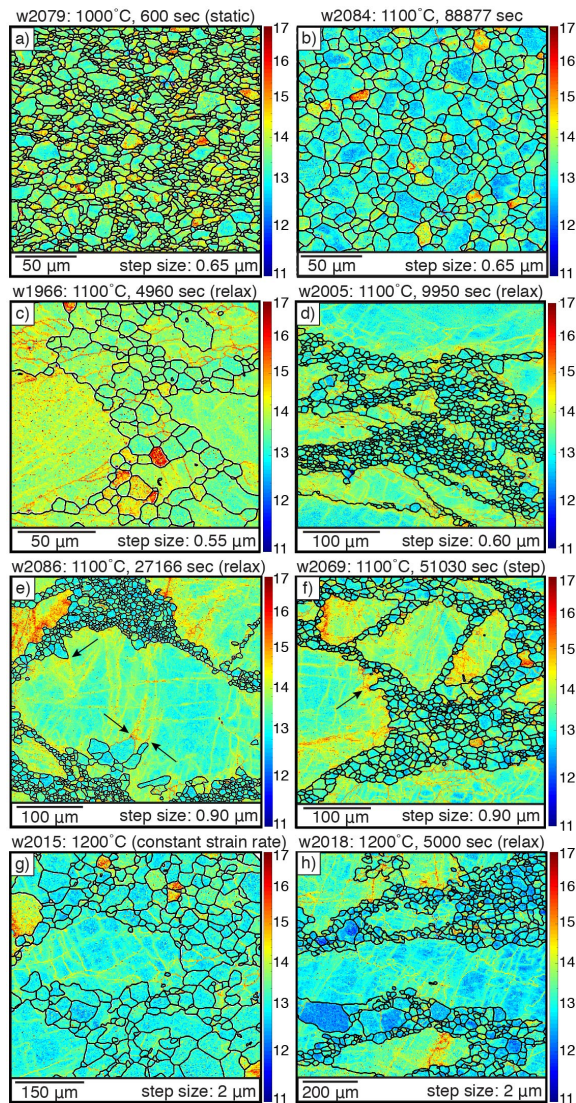 w2079: 1000°C, 600 sec (static)
a)
17
16
15
14
13
12
11
50 µm
step size: 0.65 µm
w2084: 1100°C, 88877 sec
b)
17
16
15
14
13
12
11
50 µm
step size: 0.65 µm
w1966: 1100°C, 4960 sec (relax)
c)
17
16
15
14
13
12
11
50 µm
step size: 0.55 µm
w2005: 1100°C, 9950 sec (relax)
d)
17
16
15
14
13
12
11
100 µm
step size: 0.60 µm
w2086: 1100°C, 27166 sec (relax)
e)
17
16
15
14
13
12
11
100 µm
step size: 0.90 µm
w2069: 1100°C, 51030 sec (step)
f)
17
16
15
14
13
12
11
100 µm
step size: 0.90 µm
w2015: 1200°C (constant strain rate)
g)
17
16
15
14
13
12
11
150 µm
step size: 2 µm
w2018: 1200°C, 5000 sec (relax)
h)
17
16
15
14
13
12
11
200 µm
step size: 2 µm